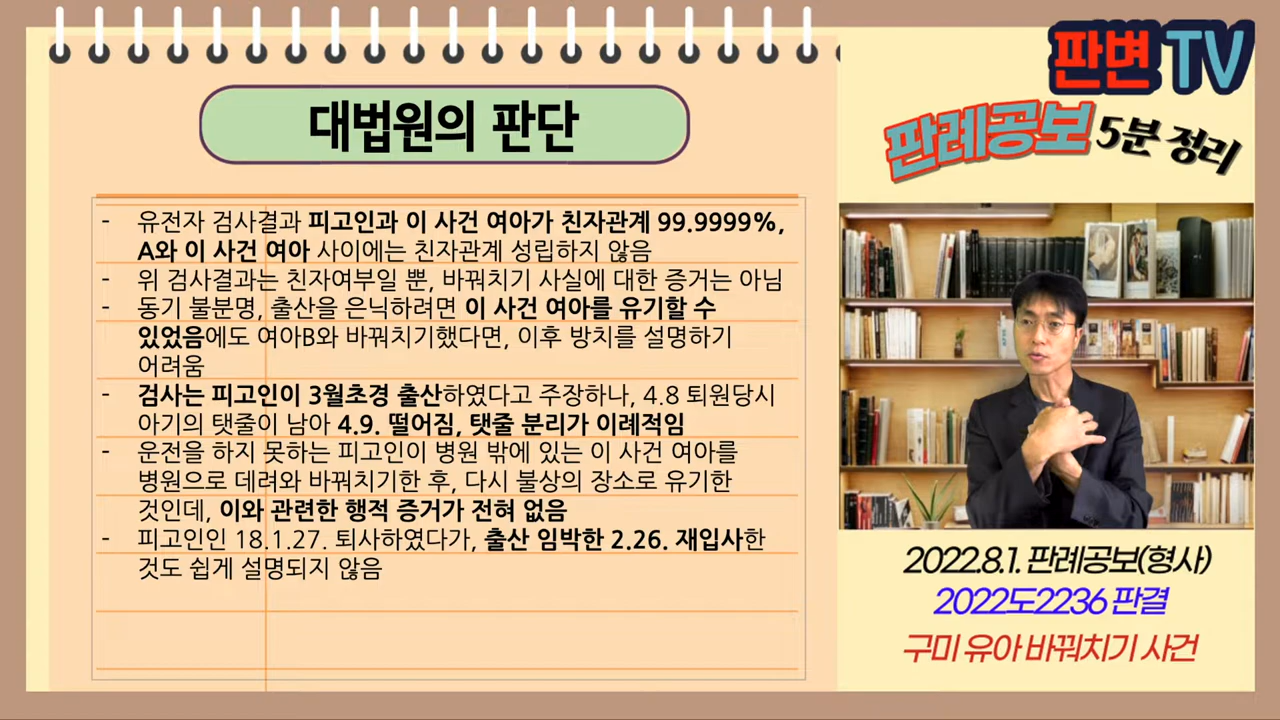 대법원의 판단
- 유전자 검사결과 피고인과 이 사건 여아가 친자관계 99.9999%,
A와 이 사건 여아 사이에는 친자관계 성립하지 않음
- 위 검사결과는 친자여부일 뿐, 바꿔치기 사실에 대한 증거는 아님
- 동기 불분명, 출산을 은닉하려면 이 사건 여아를 유기할 수
있었음에도 여아B와 바꿔치기했다면, 이후 방치를 설명하기
어려움
- 검사는 피고인이 3월초경 출산하였다고 주장하나, 4.8 퇴원당시
아기의 탯줄이 남아 4.9. 떨어짐, 탯줄 분리가 이례적임
- 운전을 하지 못하는 피고인이 병원 밖에 있는 이 사건 여아를
병원으로 데려와 바꿔치기한 후, 다시 불상의 장소로 유기한
것인데, 이와 관련한 행적 증거가 전혀 없음
- 피고인인 18.1.27. 퇴사하였다가, 출산 임박한 2.26. 재입사한
것도 쉽게 설명되지 않음
판변 TV
판례공보 5분 정리
2022.8.1. 판례공보(형사)
2022도2236 판결
구미 유아 바꿔치기 사건